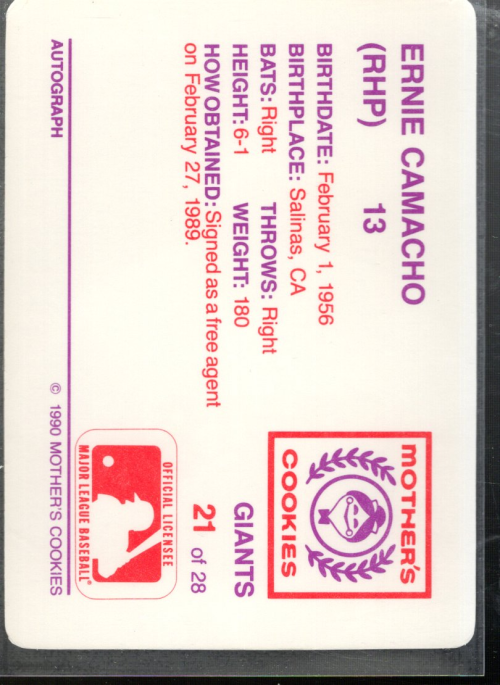 ERNIE CAMACHO
(RHP) 13
BIRTHDATE: February 1, 1956
BIRTHPLACE: Salinas, CA
BATS: Right THROWS: Right
HEIGHT: 6-1 WEIGHT: 180
HOW OBTAINED: Signed as a free agent
on February 27, 1989.
AUTOGRAPH
© 1990 MOTHER'S COOKIES
MOTHER'S
COOKIES
GIANTS
21 of 28
OFFICIAL LICENSEE
MAJOR LEAGUE BASEBALL®